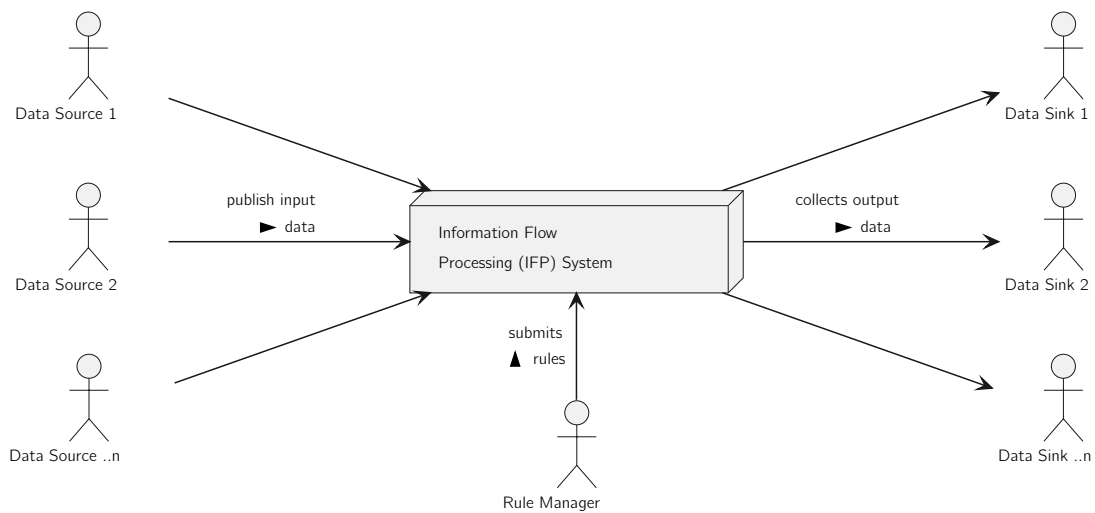 Data Source 1
Data Sink 1
publish input
data
collects output
data
Information Flow
Processing (IFP) System
Data Source 2
Data Sink 2
submits
rules
Data Source ..n
Data Sink ..n
Rule Manager